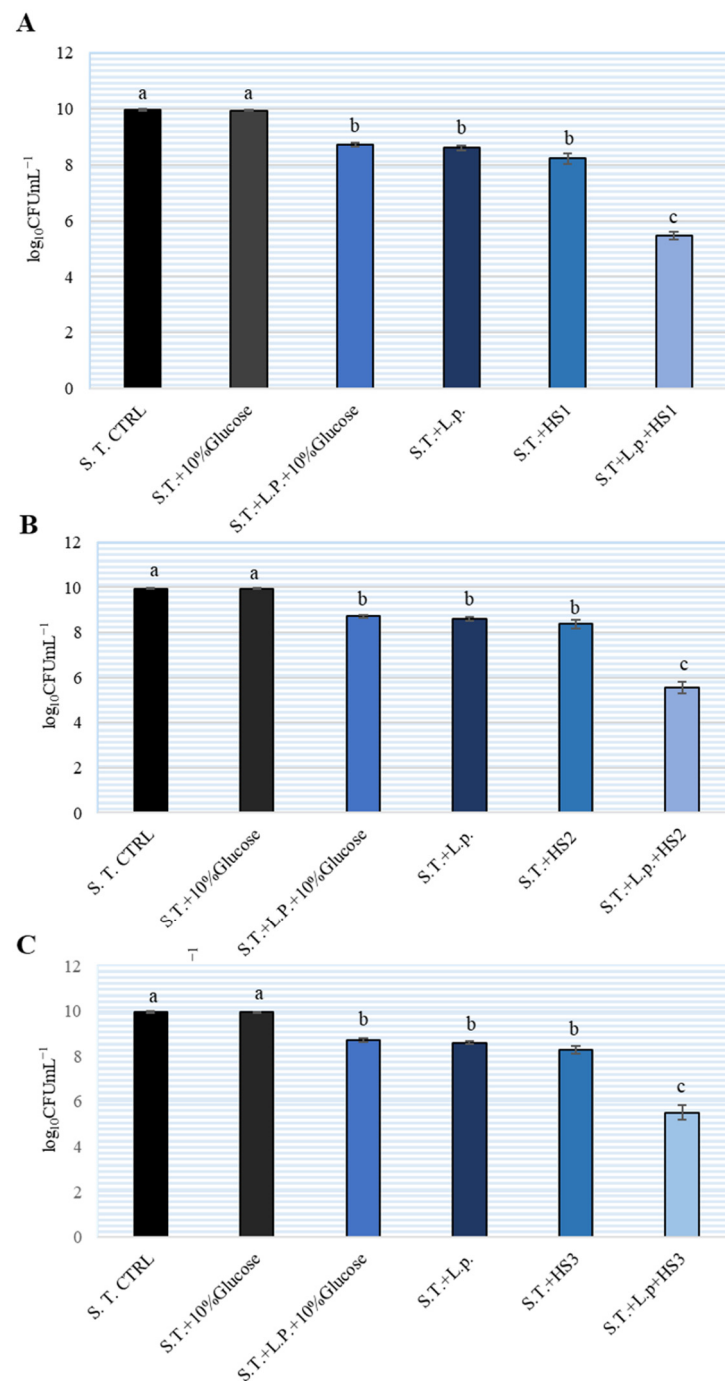 A
12
10
8
6
4
2
0
log₁₀CFUmL⁻¹
a
a
b
b
b
c
S. T. CTRL
S.T.+10%Glucose
S.T.+L.P.+10%Glucose
S.T.+L.p.
S.T.+HS1
S.T+L.p.+HS1
B
12
10
8
6
4
2
0
log₁₀CFUmL⁻¹
a
a
b
b
b
c
S. T. CTRL
S.T.+10%Glucose
S.T.+L.P.+10%Glucose
S.T.+L.p.
S.T.+HS2
S.T.+L.p.+HS2
C
−1
12
10
8
6
4
2
0
log₁₀CFUmL⁻¹
a
a
b
b
b
c
S. T. CTRL
S.T.+10%Glucose
S.T.+L.P.+10%Glucose
S.T.+L.p.
S.T.+HS3
S.T.+L.p+HS3